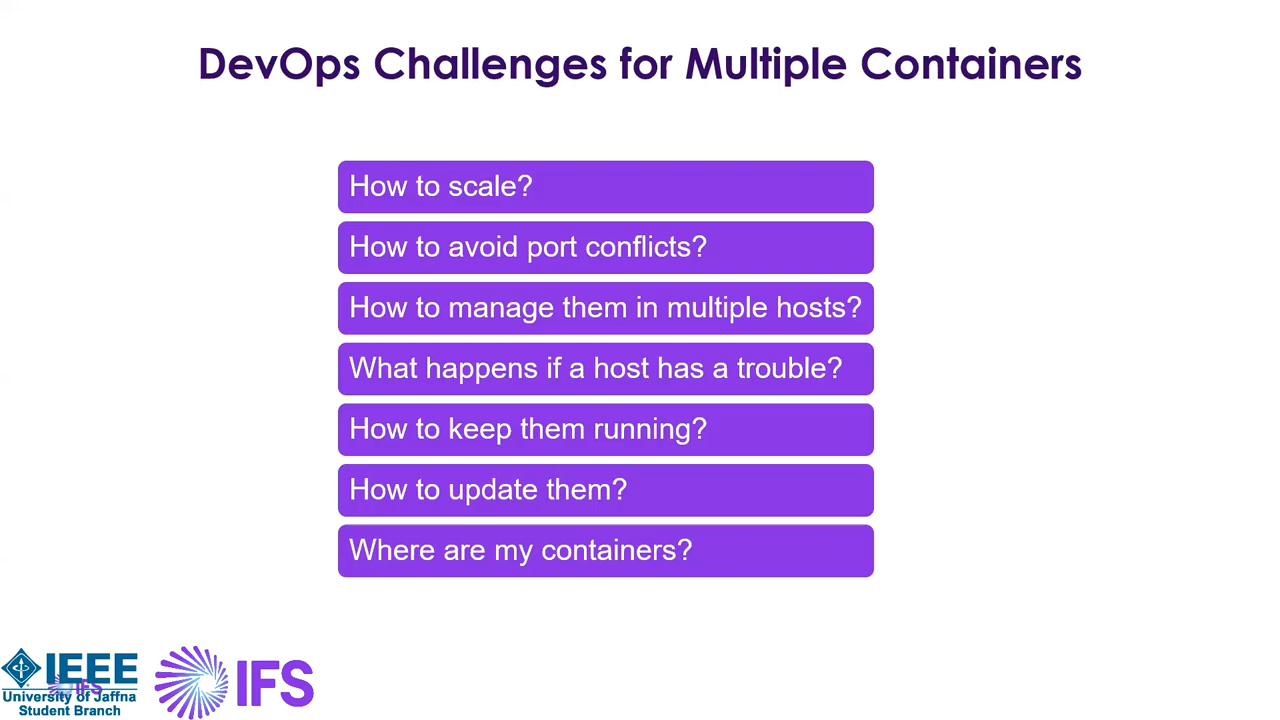 DevOps Challenges for Multiple Containers
How to scale?
How to avoid port conflicts?
How to manage them in multiple hosts?
What happens if a host has a trouble?
How to keep them running?
How to update them?
Where are my containers?
IEEE
IFS
University of Jaffna
Student Branch
IFS